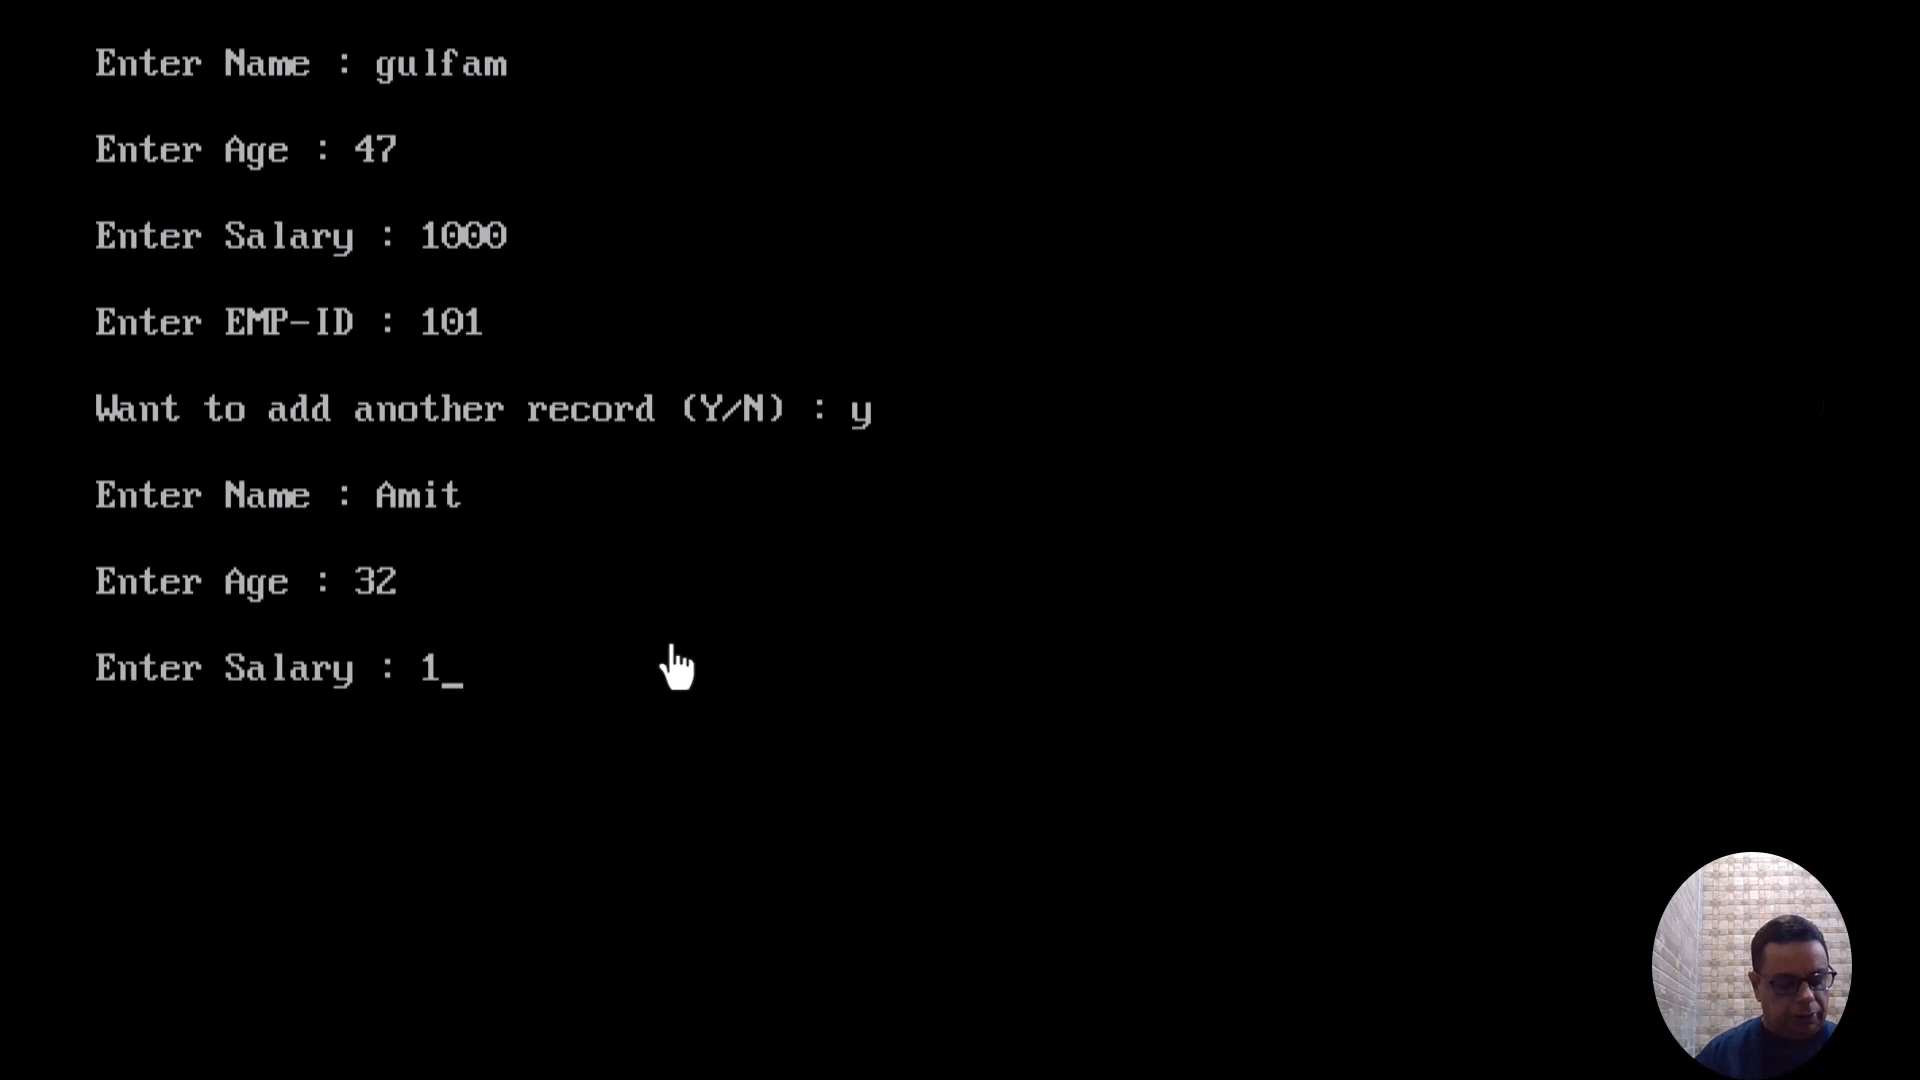 Enter Name : gulfam
Enter Age : 47
Enter Salary : 1000
Enter EMP-ID : 101
Want to add another record (Y/N) : y
Enter Name : Amit
Enter Age : 32
Enter Salary : 1_